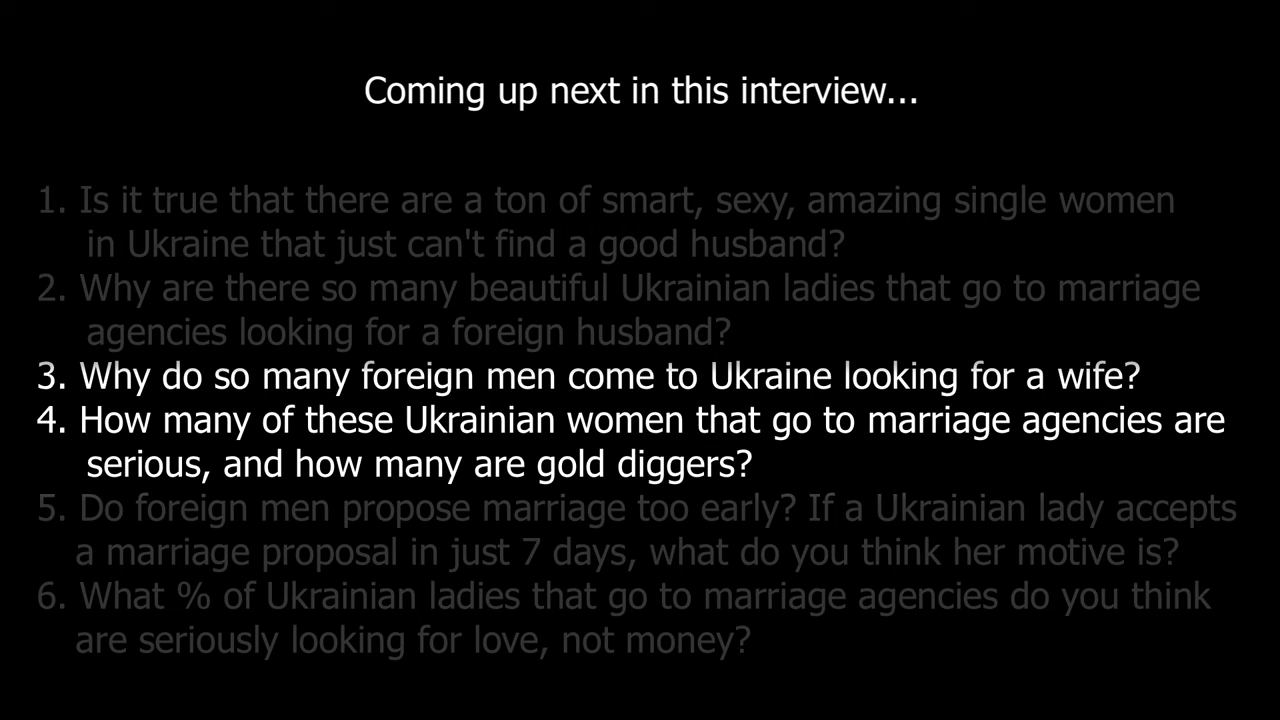 Coming up next in this interview...
1. Is it true that there are a ton of smart, sexy, amazing single women
in Ukraine that just can't find a good husband?
2. Why are there so many beautiful Ukrainian ladies that go to marriage
agencies looking for a foreign husband?
3. Why do so many foreign men come to Ukraine looking for a wife?
4. How many of these Ukrainian women that go to marriage agencies are
serious, and how many are gold diggers?
5. Do foreign men propose marriage too early? If a Ukrainian lady accepts
a marriage proposal in just 7 days, what do you think her motive is?
6. What % of Ukrainian ladies that go to marriage agencies do you think
are seriously looking for love, not money?